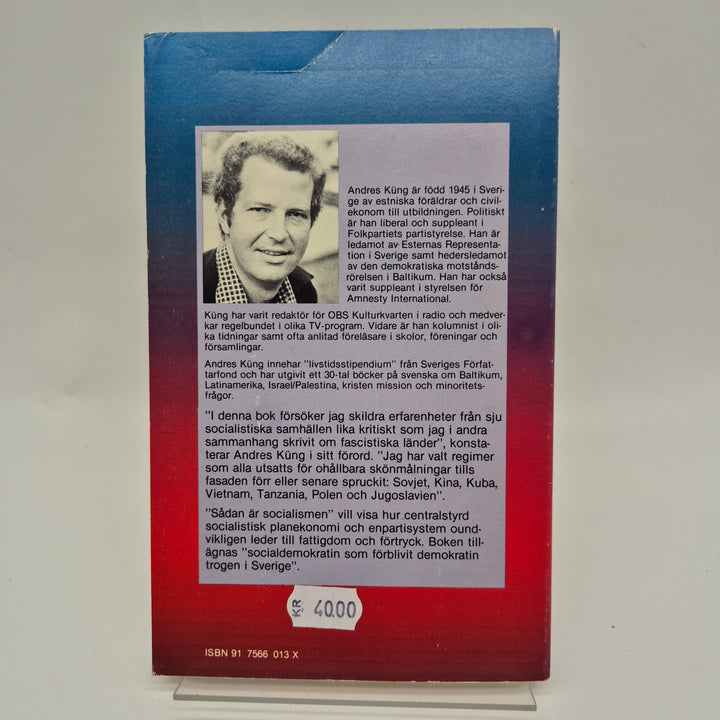 Andres Küng är född 1945 i Sveri-
ge av estniska föräldrar och civil-
ekonom till utbildningen. Politiskt
är han liberal och suppleant i
Folkpartiets partistyrelse. Han är
ledamot av Esternas Representa-
tion i Sverige samt hedersledamot
av den demokratiska motstånds-
rörelsen i Baltikum. Han har också
varit suppleant i styrelsen för
Amnesty International.
Küng har varit redaktör för OBS Kulturkvarten i radio och medver-
kar regelbundet i olika TV-program. Vidare är han kolumnist i oli-
ka tidningar samt ofta anlitad föreläsare i skolor, föreningar och
församlingar.
Andres Küng innehar "livstidsstipendium" från Sveriges Förfat-
tarfond och har utgivit ett 30-tal böcker på svenska om Baltikum,
Latinamerika, Israel/Palestina, kristen mission och minoritets-
frågor.
"I denna bok försöker jag skildra erfarenheter från sju
socialistiska samhällen lika kritiskt som jag i andra
sammanhang skrivit om fascistiska länder", konsta-
terar Andres Küng i sitt förord. "Jag har valt regimer
som alla utsatts för ohållbara skönmålningar tills
fasaden förr eller senare spruckit: Sovjet, Kina, Kuba,
Vietnam, Tanzania, Polen och Jugoslavien".
"Sådan är socialismen" vill visa hur centralstyrd
socialistisk planekonomi och enpartisystem ound-
vikligen leder till fattigdom och förtryck. Boken till-
ägnas "socialdemokratin som förblivit demokratin
trogen i Sverige".
KR 40.00
ISBN 91 7566 013 X